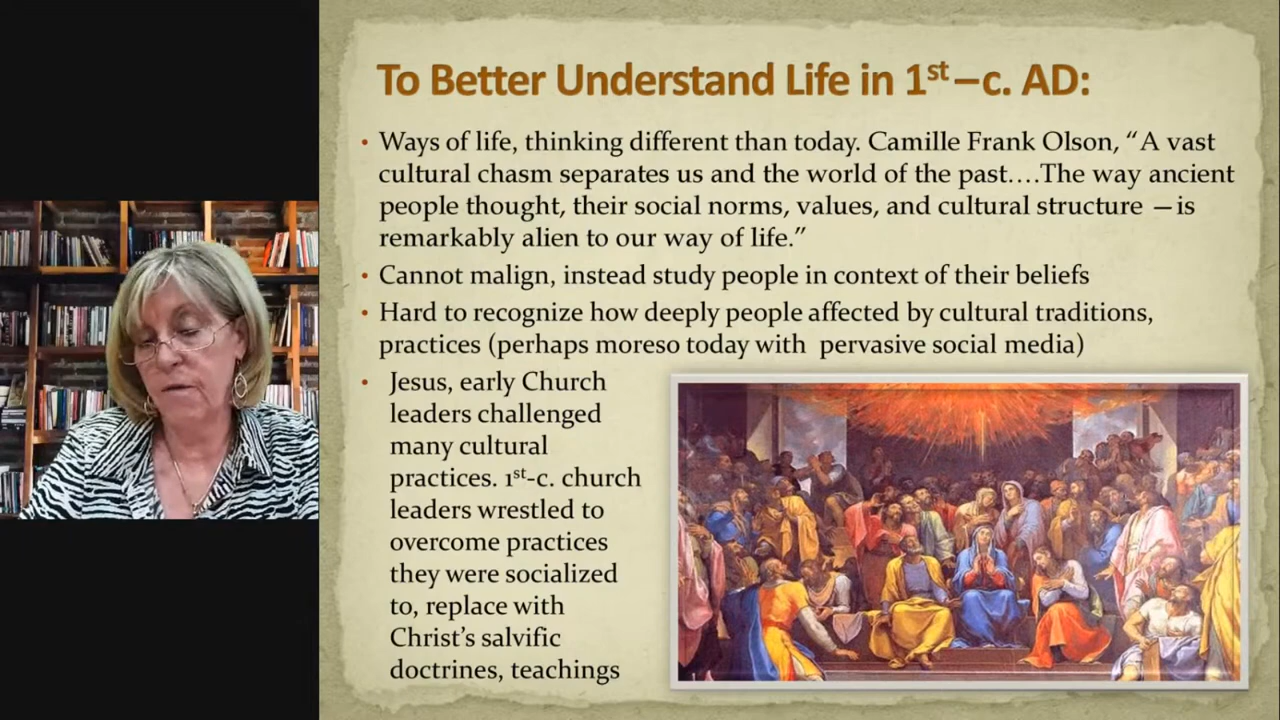 To Better Understand Life in 1st–c. AD:
• Ways of life, thinking different than today. Camille Frank Olson, “A vast
cultural chasm separates us and the world of the past….The way ancient
people thought, their social norms, values, and cultural structure —is
remarkably alien to our way of life.”
• Cannot malign, instead study people in context of their beliefs
• Hard to recognize how deeply people affected by cultural traditions,
practices (perhaps moreso today with pervasive social media)
• Jesus, early Church
leaders challenged
many cultural
practices. 1st-c. church
leaders wrestled to
overcome practices
they were socialized
to, replace with
Christ’s salvific
doctrines, teachings